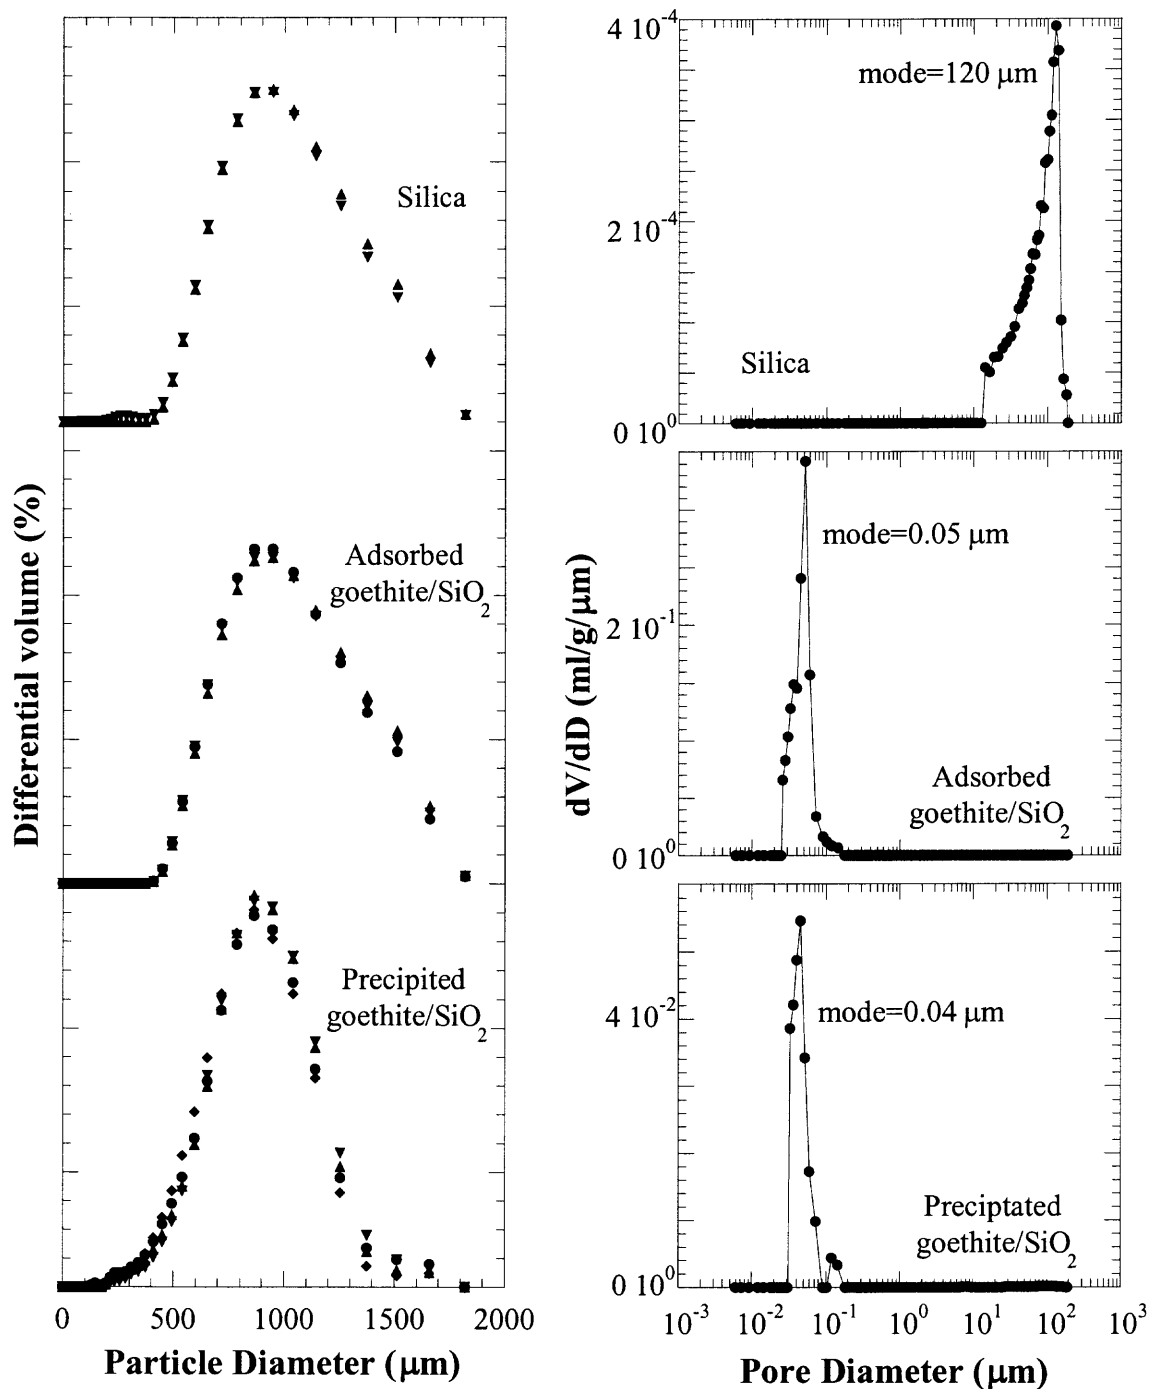 Silica
Adsorbed
goethite/SiO2
Precipited
goethite/SiO2
Differential volume (%)
0 500 1000 1500 2000
Particle Diameter (μm)
4 10-4
mode=120 μm
2 10-4
Silica
0 100
mode=0.05 μm
2 10-1
Adsorbed
goethite/SiO2
0 100
dV/dD (ml/g/μm)
mode=0.04 μm
4 10-2
Preciptated
goethite/SiO2
0 100
10-3 10-2 10-1 100 101 102 103
Pore Diameter (μm)